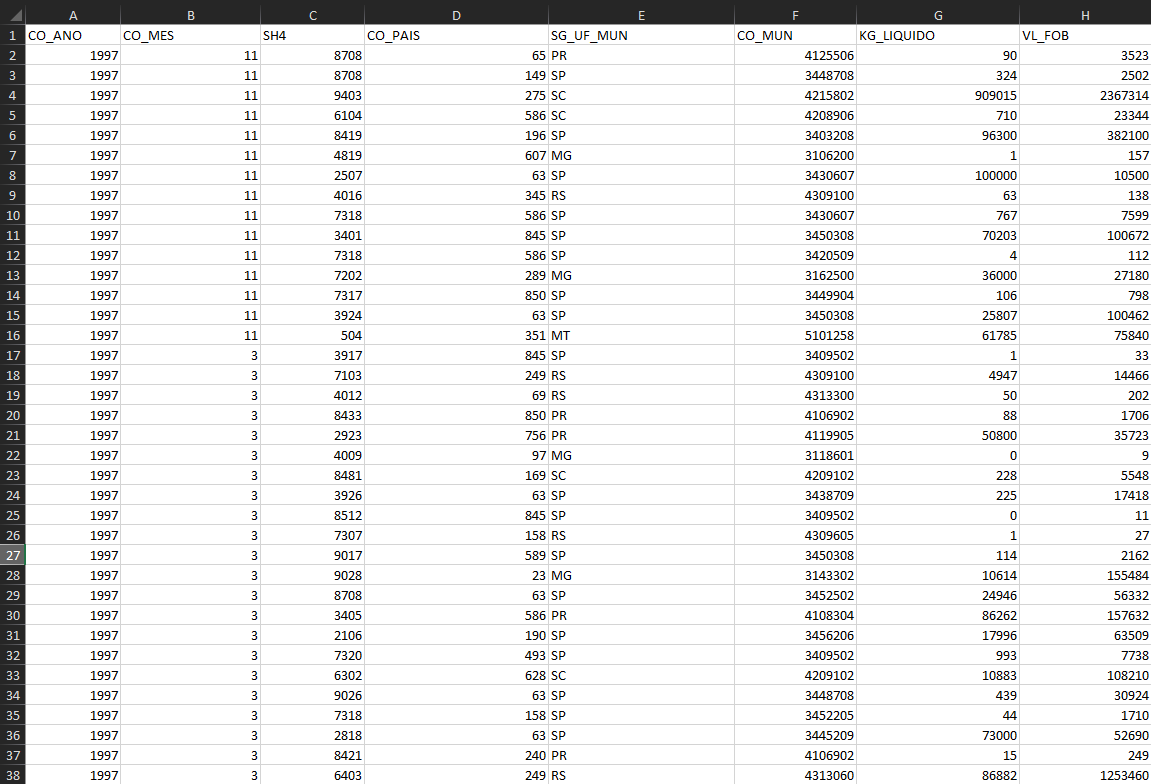 A B C D E F G H
1 CO_ANO CO_MES SH4 CO_PAIS SG_UF_MUN CO_MUN KG_LIQUIDO VL_FOB
2 1997 11 8708 65 PR 4125506 90 3523
3 1997 11 8708 149 SP 3448708 324 2502
4 1997 11 9403 275 SC 4215802 909015 2367314
5 1997 11 6104 586 SC 4208906 710 23344
6 1997 11 8419 196 SP 3403208 96300 382100
7 1997 11 4819 607 MG 3106200 1 157
8 1997 11 2507 63 SP 3430607 100000 10500
9 1997 11 4016 345 RS 4309100 63 138
10 1997 11 7318 586 SP 3430607 767 7599
11 1997 11 3401 845 SP 3450308 70203 100672
12 1997 11 7318 586 SP 3420509 4 112
13 1997 11 7202 289 MG 3162500 36000 27180
14 1997 11 7317 850 SP 3449904 106 798
15 1997 11 3924 63 SP 3450308 25807 100462
16 1997 11 504 351 MT 5101258 61785 75840
17 1997 3 3917 845 SP 3409502 1 33
18 1997 3 7103 249 RS 4309100 4947 14466
19 1997 3 4012 69 RS 4313300 50 202
20 1997 3 8433 850 PR 4106902 88 1706
21 1997 3 2923 756 PR 4119905 50800 35723
22 1997 3 4009 97 MG 3118601 0 9
23 1997 3 8481 169 SC 4209102 228 5548
24 1997 3 3926 63 SP 3438709 225 17418
25 1997 3 8512 845 SP 3409502 0 11
26 1997 3 7307 158 RS 4309605 1 27
27 1997 3 9017 589 SP 3450308 114 2162
28 1997 3 9028 23 MG 3143302 10614 155484
29 1997 3 8708 63 SP 3452502 24946 56332
30 1997 3 3405 586 PR 4108304 86262 157632
31 1997 3 2106 190 SP 3456206 17996 63509
32 1997 3 7320 493 SP 3409502 993 7738
33 1997 3 6302 628 SC 4209102 10883 108210
34 1997 3 9026 63 SP 3448708 439 30924
35 1997 3 7318 158 SP 3452205 44 1710
36 1997 3 2818 63 SP 3445209 73000 52690
37 1997 3 8421 240 PR 4106902 15 249
38 1997 3 6403 249 RS 4313060 86882 1253460